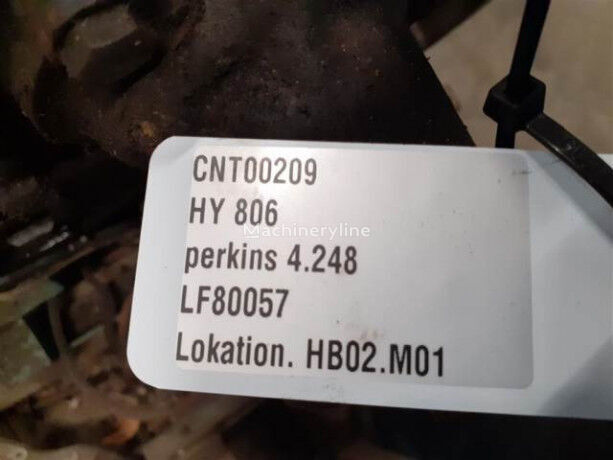 CNT00209
HY 806
Machineryline
perkins 4.248
LF80057
Lokation. HB02.M01